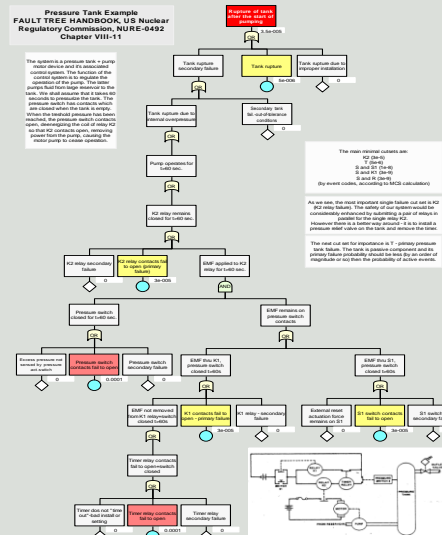 Pressure Tank Example
FAULT TREE HANDBOOK, US Nuclear
Regulatory Commission, NURE-0492
Chapter VIII-11
Rupture of tank
after the start of
pumping
3.5e-005
OR
The system is a pressure tank + pump
motor device and it's associated
control system. The function of the
control system is to regulate the
operation of the pump. The latter
pumps fluid from large reservoir to the
tank. We shall assume that it takes 60
seconds to pressurize the tank. The
pressure switch has contacts which
are closed when the tank is empty.
When the teshold pressure has been
reached, the pressure switch contacts
open, deenergizing the coil of relay K2
so that K2 contacts open, removing
power from the pump, causing the
motor pump to cease operation.
Tank rupture
secondary failure
Tank rupture
Tank rupture due to
improper installation
OR
5e-006
0
Tank rupture due to
internal overpressure
Secondary tank
fail. out-of-tolerance
conditions
OR
0
Pump operates for
t>60 sec.
OR
The main minimal cutsets are:
K2 (3e-5)
T (5e-6)
S and S1 (1e-8)
S and K1 (3e-9)
S and R (3e-9)
(by event codes, according to MCS calculation)
K2 relay remains
closed for t>60 sec.
OR
As we see, the most important single failure cut set is K2
(K2 relay failure). The safety of our system would be
considerably enhanced by submitting a pair of relays in
parallel for the single relay K2.
However there is a better way around - it is to install a
pressure relief valve on the tank and remove the timer.
The next cut set for importance is T - primary pressure
tank failure. The tank is passive component and its
primary failure probability should be less (by an order of
magnitude or so) then the probability of active events.
K2 relay secondary
failure
K2 relay contacts fail
to open (primary
failure)
EMF applied to K2
relay for t>60 sec.
0
3e-005
AND
Pressure switch
closed for t>60 sec.
EMF remains on
pressure switch
contacts
OR
OR
Excess pressure not
sensed by pressure
act switch
Pressure switch
contacts fail to open
Pressure switch
secondary failure
EMF thru K1,
pressure switch
closed t>60s
EMF thru S1,
pressure switch
closed t>60s
0
0.0001
0
OR
OR
EMF not removed
from K1 relay+switch
closed t>60s
K1 contacts fail to
open - primary failure
K1 relay - secondary
failure
External reset
actuation force
remains on S1
S1 switch contacts
fail to open
OR
3e-005
0
0
3e-005
Timer relay contacts
fail to open+switch
closed
OR
Timer dos not "time
out"-bad install or
setting
Timer relay contacts
fail to open
Timer relay
secondary failure
0
0.0001
0